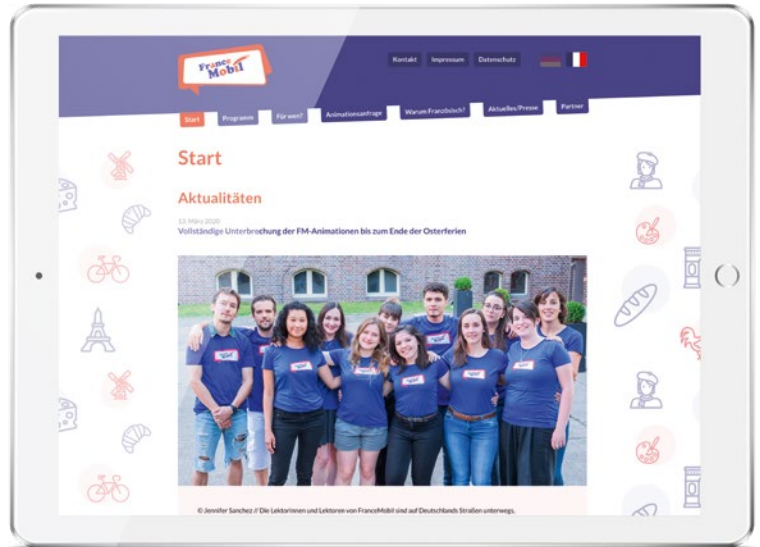 France
Mobil
Kontakt Impressum Datenschutz
Start Programm Für wen? Animationsanfrage Warum Französisch? Aktuelles/Presse Partner
Start
Aktualitäten
13. März 2020
Vollständige Unterbrechung der FM-Animationen bis zum Ende der Osterferien
© Jennifer Sanchez // Die Lektorinnen und Lektoren von FranceMobil sind auf Deutschlands Straßen unterwegs.